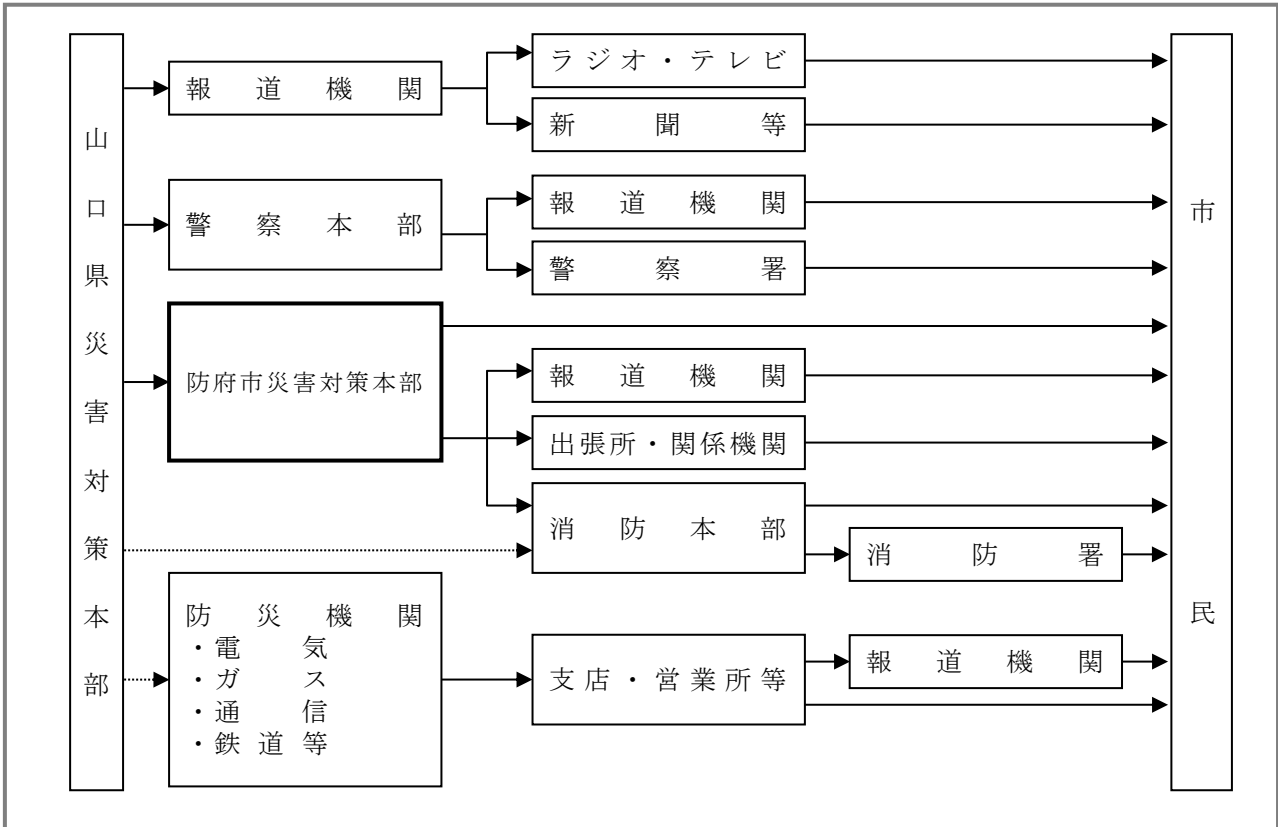 山口県災害対策本部
報道機関
ラジオ・テレビ
新聞等
警察本部
報道機関
警察署
防府市災害対策本部
報道機関
出張所・関係機関
消防本部
消防署
防災機関
・電気
・ガス
・通信
・鉄道等
支店・営業所等
報道機関
市民